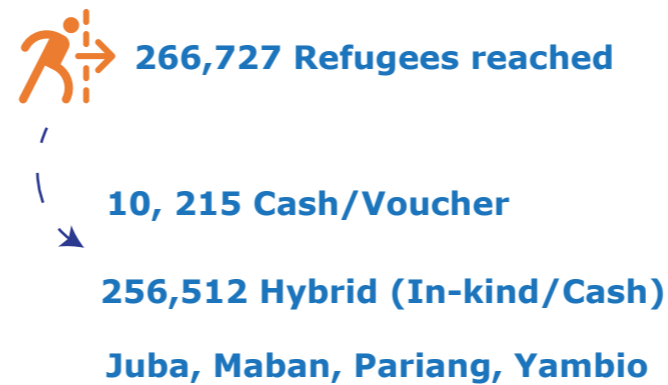 266,727 Refugees reached
10, 215 Cash/Voucher
256,512 Hybrid (In-kind/Cash)
Juba, Maban, Pariang, Yambio